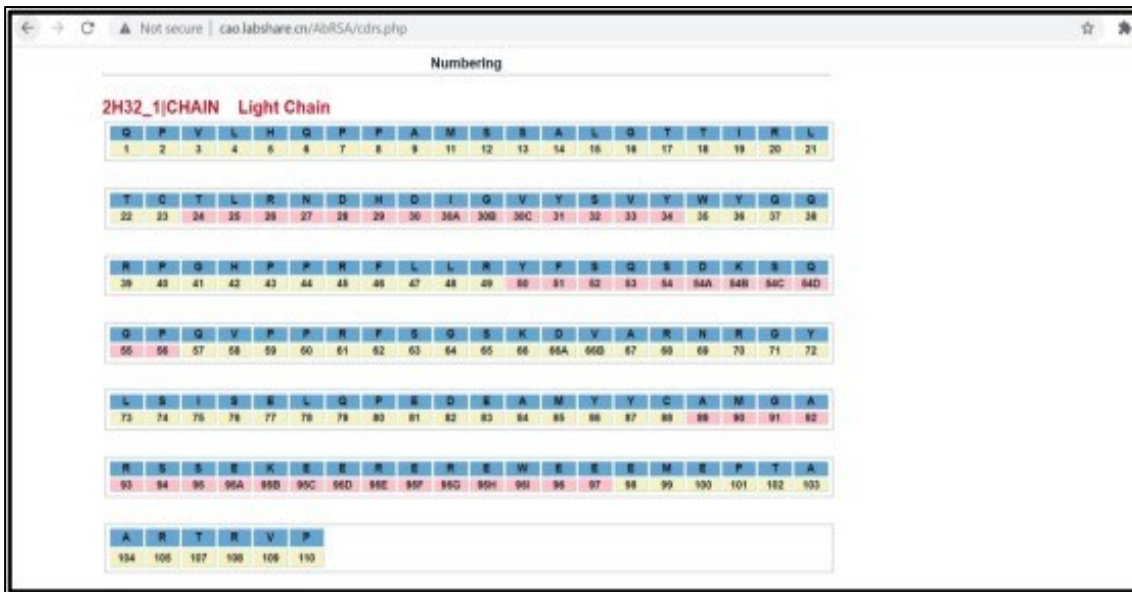 Not secure | cao.labshare.cn/AbRSA/cdrs.php
Numbering
2H32_1|CHAIN Light Chain
Q P V L H Q P P A M S S A L G T T I R L
1 2 3 4 5 6 7 8 9 11 12 13 14 15 16 17 18 19 20 21
T C T L R N D H D I G V Y S V Y W Y Q Q
22 23 24 25 26 27 28 29 30 30A 30B 30C 31 32 33 34 35 36 37 38
R P G H P P R F L L R Y F S Q S D K S Q
39 40 41 42 43 44 45 46 47 48 49 50 51 52 53 54 54A 54B 54C 54D
G P Q V P P R F S G S K D V A R N R G Y
55 56 57 58 59 60 61 62 63 64 65 66 66A 66B 67 68 69 70 71 72
L S I S E L Q P E D E A M Y Y C A M G A
73 74 75 76 77 78 79 80 81 82 83 84 85 86 87 88 89 90 91 92
R S S E K E E R E R E W E E E M E P T A
93 94 95 95A 95B 95C 95D 95E 95F 95G 95H 95I 96 97 98 99 100 101 102 103
A R T R V P
104 105 107 108 109 110